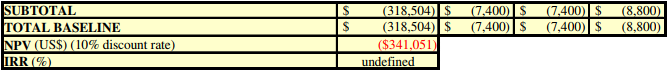 SUBTOTAL $ (318,504) $ (7,400) $ (7,400) $ (8,800)
TOTAL BASELINE $ (318,504) $ (7,400) $ (7,400) $ (8,800)
NPV (US$) (10% discount rate) ($341,051)
IRR (%) undefined